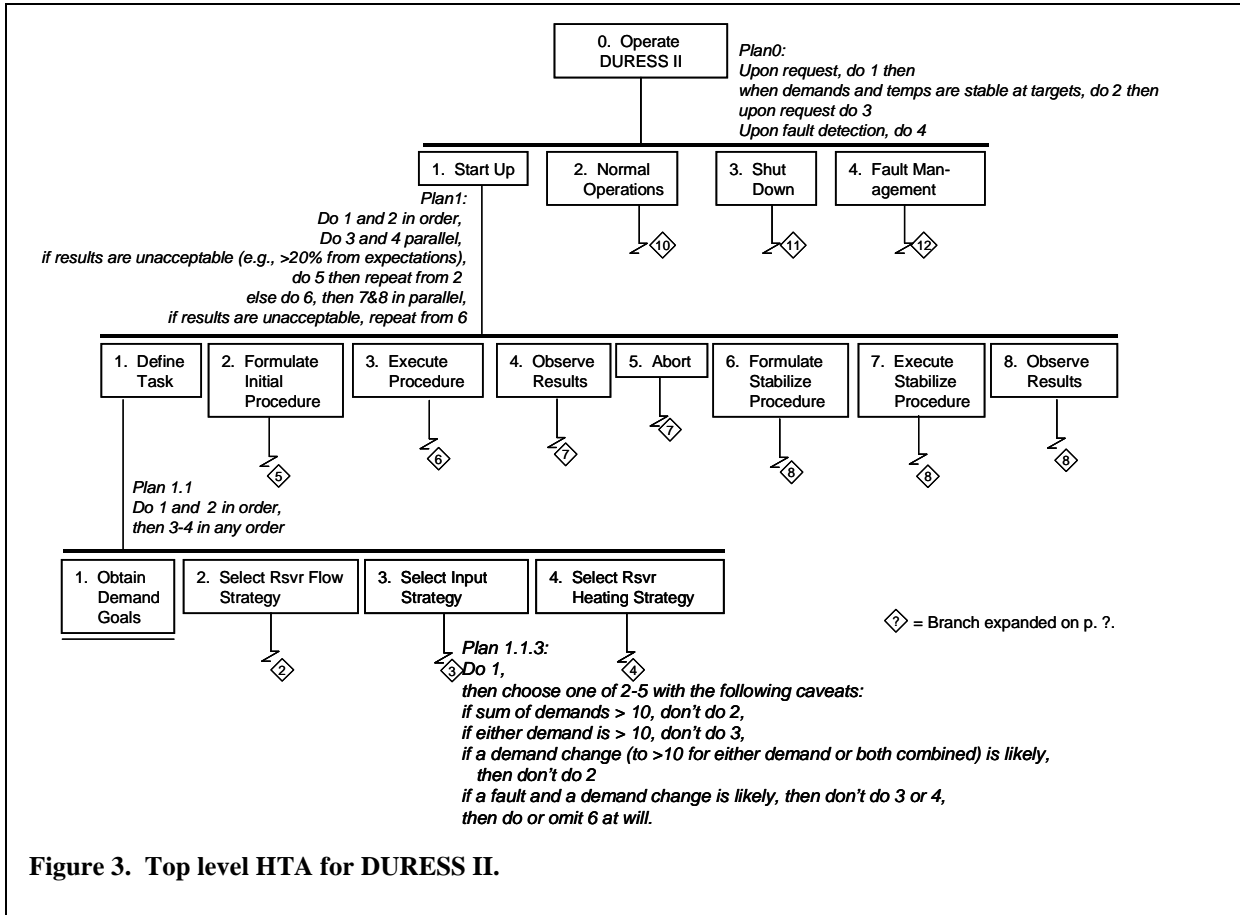 0. Operate
DURESS II
Plan0:
Upon request, do 1 then
when demands and temps are stable at targets, do 2 then
upon request do 3
Upon fault detection, do 4
1. Start Up
2. Normal
Operations
3. Shut
Down
4. Fault Man-
agement
10
11
12
Plan1:
Do 1 and 2 in order,
Do 3 and 4 parallel,
if results are unacceptable (e.g., >20% from expectations),
do 5 then repeat from 2
else do 6, then 7&8 in parallel,
if results are unacceptable, repeat from 6
1. Define
Task
2. Formulate
Initial
Procedure
3. Execute
Procedure
4. Observe
Results
5. Abort
6. Formulate
Stabilize
Procedure
7. Execute
Stabilize
Procedure
8. Observe
Results
5
6
7
7
8
8
8
Plan 1.1
Do 1 and 2 in order,
then 3-4 in any order
1. Obtain
Demand
Goals
2. Select Rsvr Flow
Strategy
3. Select Input
Strategy
4. Select Rsvr
Heating Strategy
? = Branch expanded on p. ?.
2
3
4
Plan 1.1.3:
Do 1,
then choose one of 2-5 with the following caveats:
if sum of demands > 10, don't do 2,
if either demand is > 10, don't do 3,
if a demand change (to >10 for either demand or both combined) is likely,
then don't do 2
if a fault and a demand change is likely, then don't do 3 or 4,
then do or omit 6 at will.
Figure 3. Top level HTA for DURESS II.